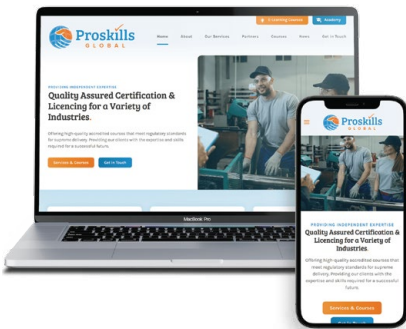 E-Learning Courses
Academy
Proskills
GLOBAL
Home
About
Our Services
Partners
Courses
News
Get In Touch
PROVIDING INDEPENDENT EXPERTISE
Quality Assured Certification &
Licencing for a Variety of
Industries.
Offering high-quality accredited courses that meet regulatory standards
for supreme delivery. Providing our clients with the expertise and skills
required for a successful future.
Services & Courses
Get In Touch
MacBook Pro
Proskills
GLOBAL
PROVIDING INDEPENDENT EXPERTISE
Quality Assured Certification &
Licencing for a Variety of
Industries.
Offering high-quality accredited courses that
meet regulatory standards for supreme
delivery. Providing our clients with the
expertise and skills required for a successful
future.
Services & Courses